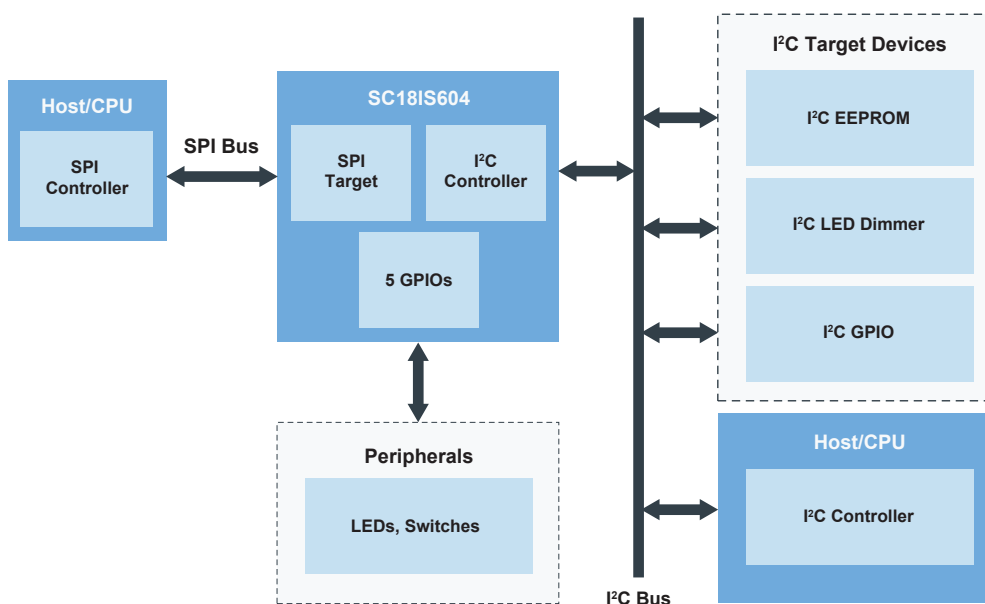 Host/CPU
SPI
Controller
SPI Bus
SC18IS604
SPI
Target
I²C
Controller
5 GPIOs
Peripherals
LEDs, Switches
I²C Bus
I²C Target Devices
I²C EEPROM
I²C LED Dimmer
I²C GPIO
Host/CPU
I²C Controller